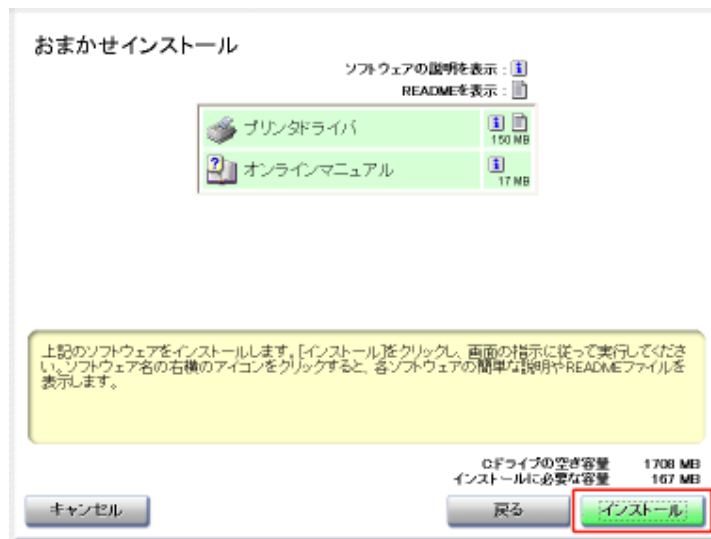 おまかせインストール
ソフトウェアの説明を表示 :
READMEを表示 :
プリンタドライバ
150 MB
オンラインマニュアル
17 MB
上記のソフトウェアをインストールします。[インストール]をクリックし、画面の指示に従って実行してくださ
い。ソフトウェア名の右横のアイコンをクリックすると、各ソフトウェアの簡単な説明やREADMEファイルを
表示します。
Cドライブの空き容量 1708 MB
インストールに必要な容量 167 MB
キャンセル 戻る インストール